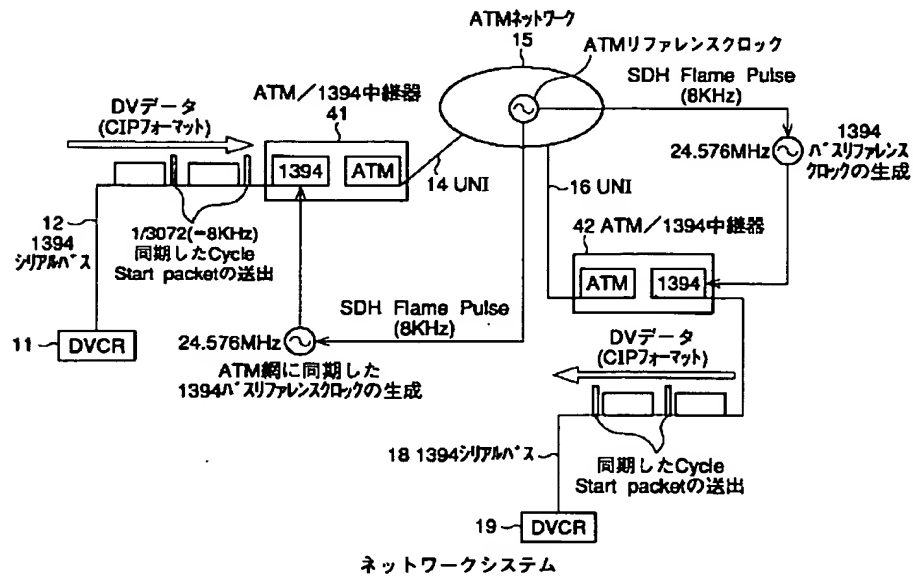 ATMネットワーク
15
ATMリファレンスクロック
SDH Flame Pulse
(8KHz)
ATM/1394中継器
41
DVデータ
(CIPフォーマット)
1394
ATM
14 UNI
24.576MHz
1394
バスリファレンス
クロックの生成
16 UNI
12
1394
シリアルバス
1/3072(=8KHz)
同期したCycle
Start packetの送出
42 ATM/1394中継器
ATM
1394
SDH Flame Pulse
(8KHz)
11
DVCR
24.576MHz
ATM網に同期した
1394バスリファレンスクロックの生成
DVデータ
(CIPフォーマット)
18 1394シリアルバス
同期したCycle
Start packetの送出
19
DVCR
ネットワークシステム